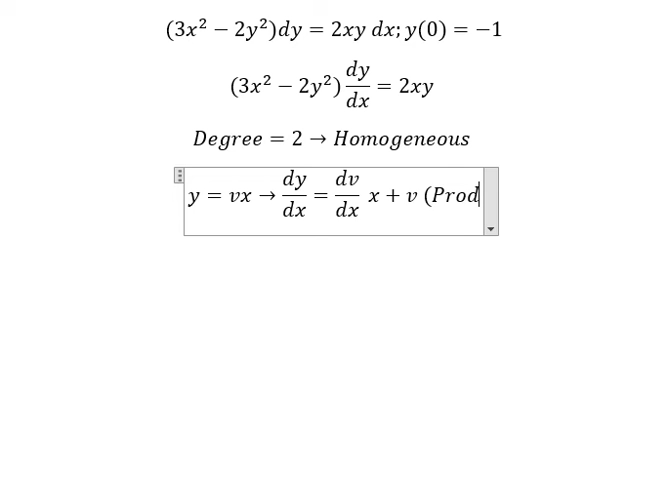 (3x² − 2y²)dy = 2xy dx; y(0) = −1
(3x² − 2y²) dy/dx = 2xy
Degree = 2 → Homogeneous
y = vx → dy/dx = dv/dx x + v (Prod